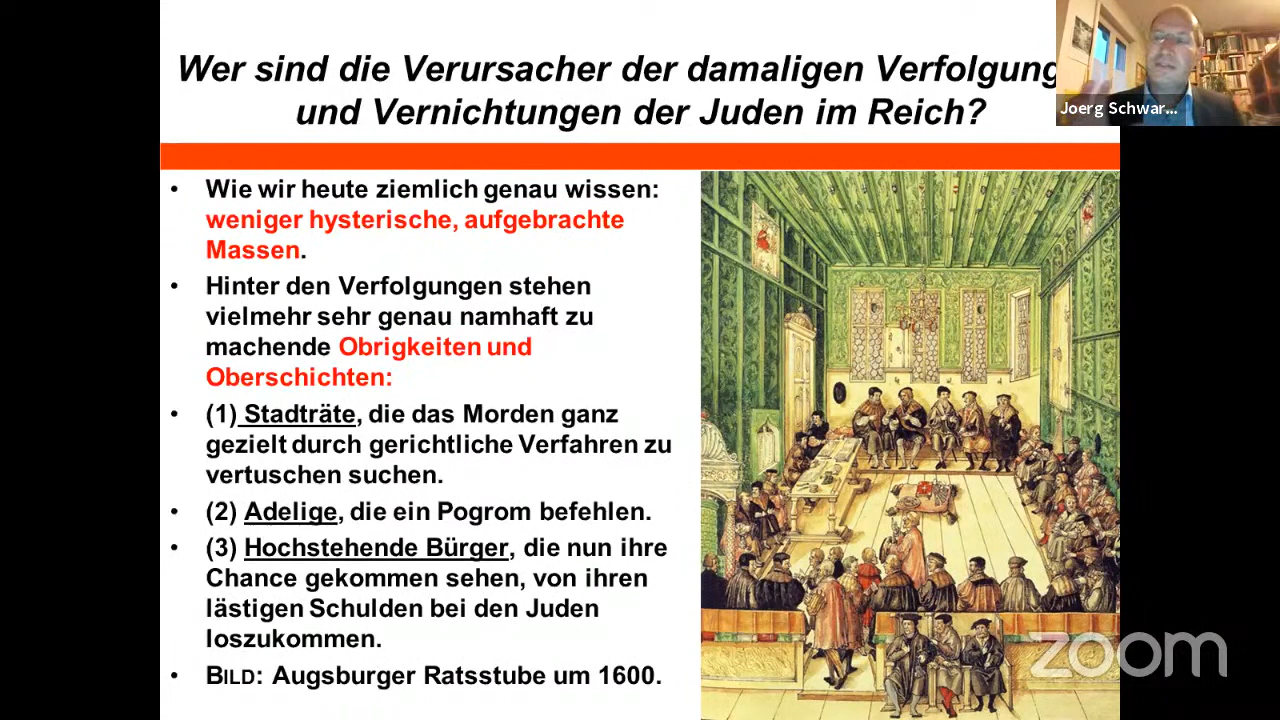 Wer sind die Verursacher der damaligen Verfolgung
und Vernichtungen der Juden im Reich?
Joerg Schwar...
• Wie wir heute ziemlich genau wissen:
weniger hysterische, aufgebrachte
Massen.
• Hinter den Verfolgungen stehen
vielmehr sehr genau namhaft zu
machende Obrigkeiten und
Oberschichten:
• (1) Stadträte, die das Morden ganz
gezielt durch gerichtliche Verfahren zu
vertuschen suchen.
• (2) Adelige, die ein Pogrom befehlen.
• (3) Hochstehende Bürger, die nun ihre
Chance gekommen sehen, von ihren
lästigen Schulden bei den Juden
loszukommen.
• BILD: Augsburger Ratsstube um 1600.
zoom